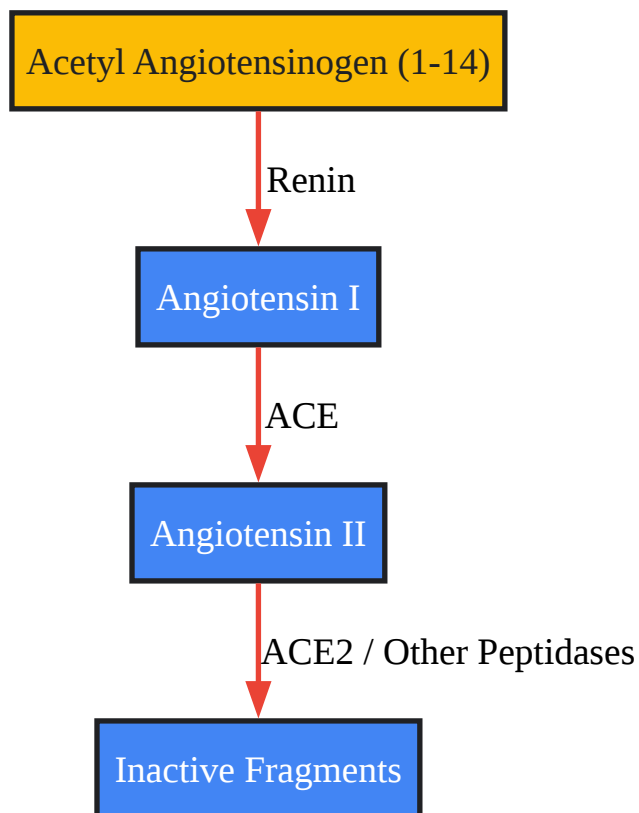 Acetyl Angiotensinogen (1-14)
Renin
Angiotensin I
ACE
Angiotensin II
ACE2 / Other Peptidases
Inactive Fragments